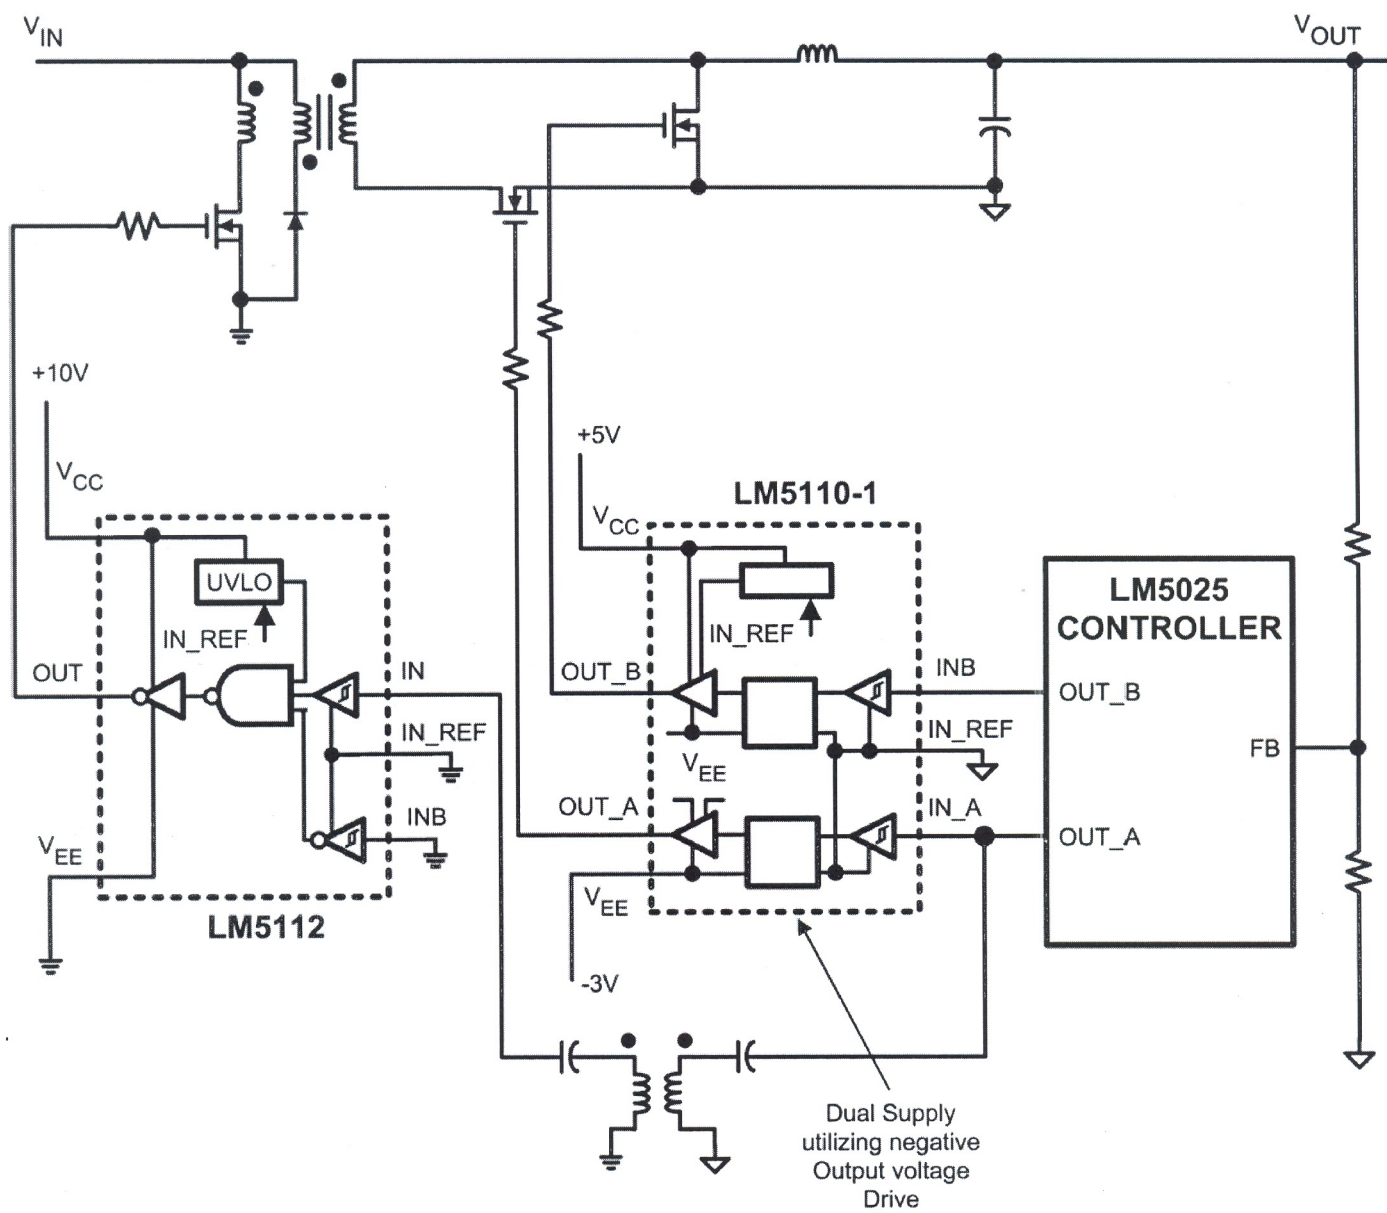 VIN
VOUT
+10V
VCC
+5V
LM5110-1
VCC
UVLO
IN_REF
OUT
IN
IN_REF
INB
VEE
LM5112
IN_REF
OUT_B
INB
IN_REF
VEE
OUT_A
IN_A
VEE
-3V
LM5025
CONTROLLER
OUT_B
FB
OUT_A
Dual Supply
utilizing negative
Output voltage
Drive